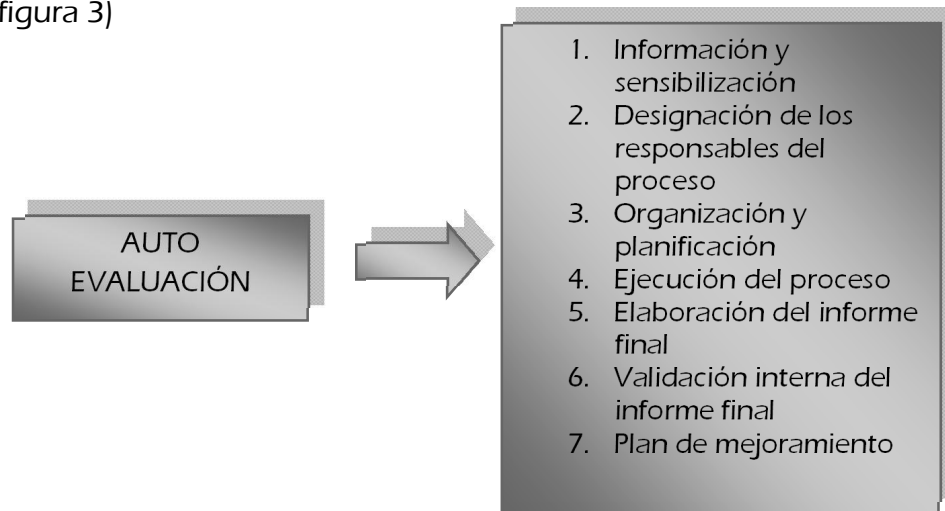 figura 3)
AUTO
EVALUACIÓN
1. Información y
sensibilización
2. Designación de los
responsables del
proceso
3. Organización y
planificación
4. Ejecución del proceso
5. Elaboración del informe
final
6. Validación interna del
informe final
7. Plan de mejoramiento